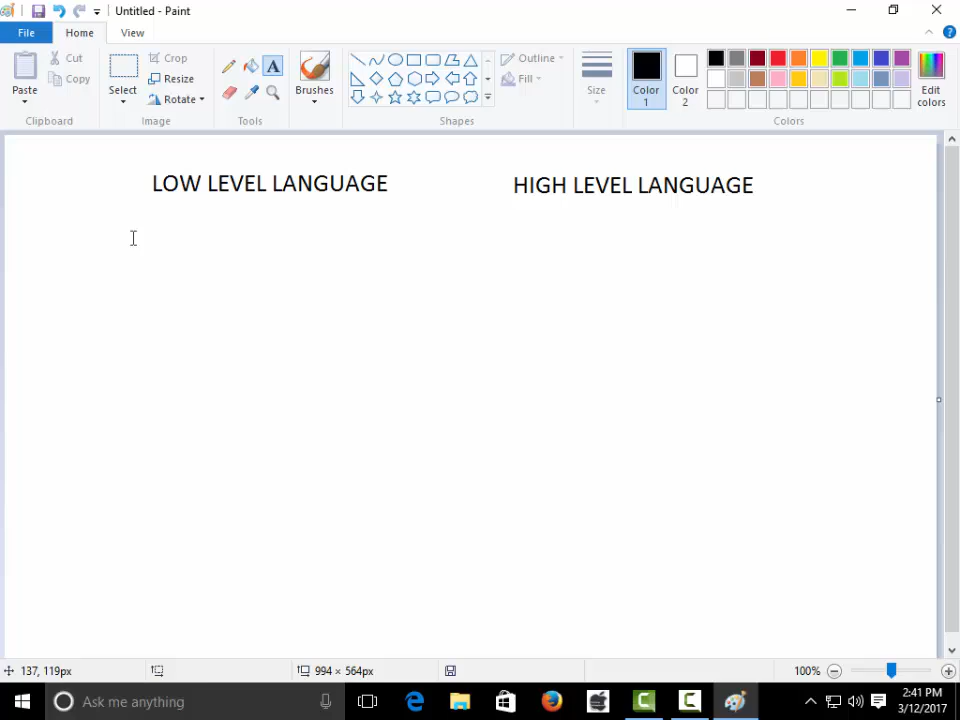 Untitled - Paint
File
Home
View
Paste
Cut
Copy
Clipboard
Select
Crop
Resize
Rotate
Image
A
Tools
Brushes
Outline
Fill
Shapes
Size
Color
1
Color
2
Edit
colors
Colors
LOW LEVEL LANGUAGE
HIGH LEVEL LANGUAGE
137, 119px
994 × 564px
100%
Ask me anything
2:41 PM
3/12/2017